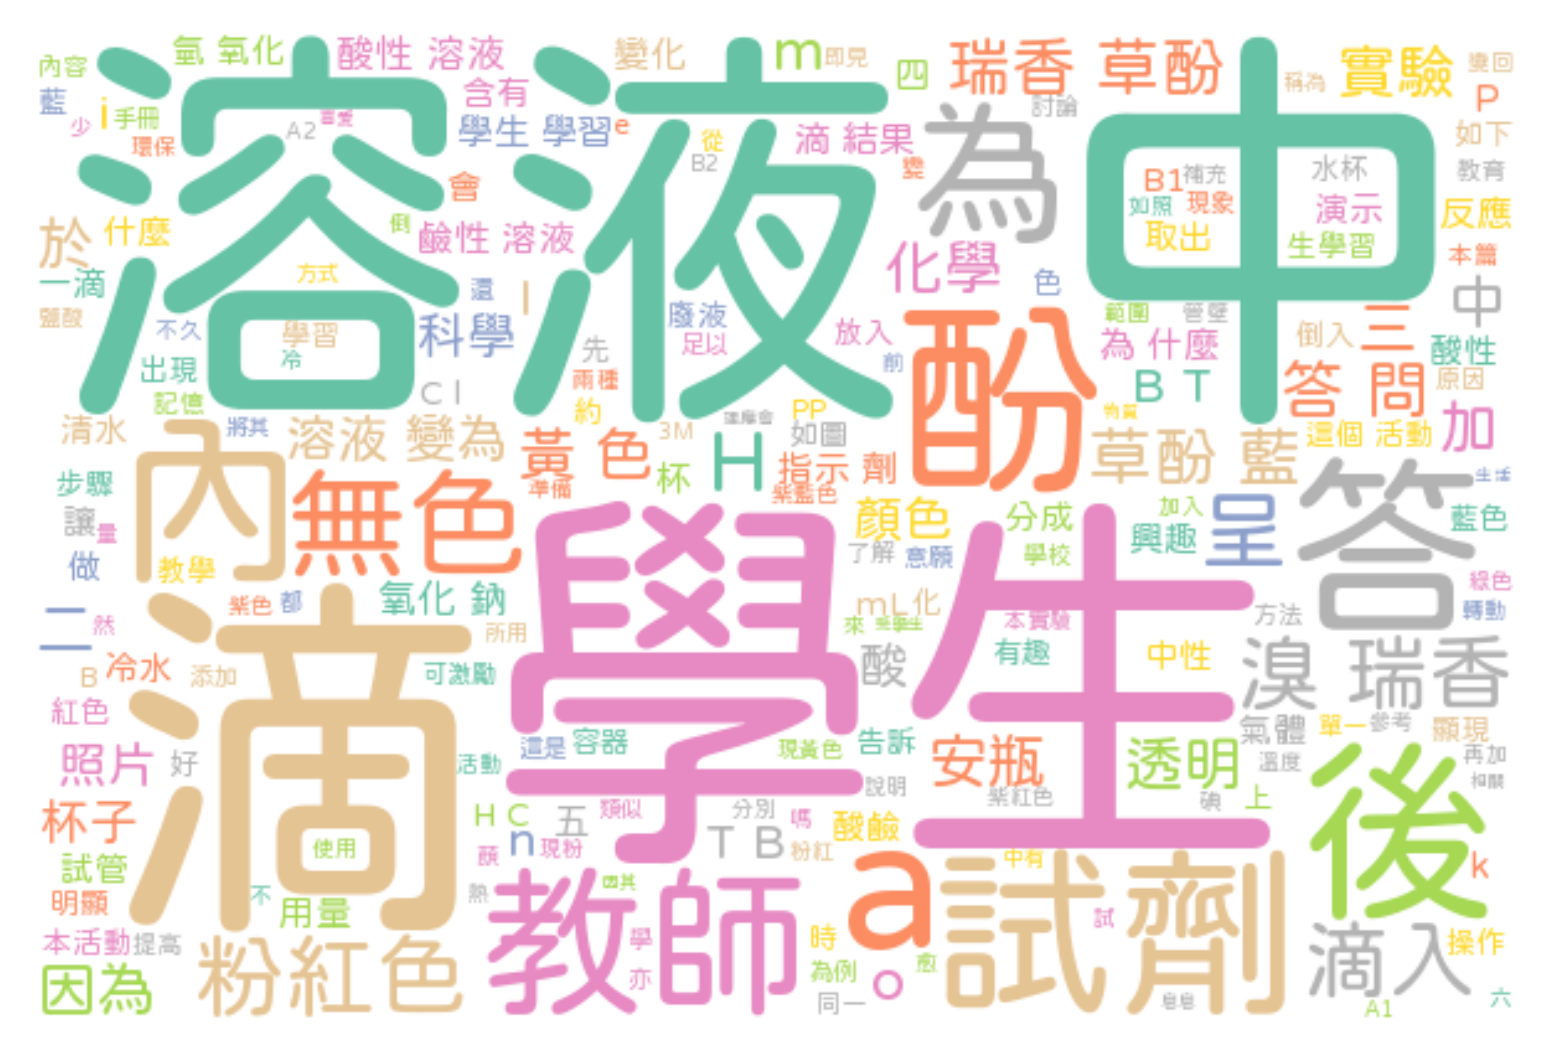 內容
氫 氧化
酸性 溶液
變化
m
即見
四
瑞香 草酚
實驗
變回
稱為
藍
i
手冊
少
環保
A2
喜愛
含有
學生 學習
e
從
B2
滴 結果
變
討論
P
如下
教育
溶液
為
中
B1
補充
如照
現象
取出
水杯
演示
生學習
反應
本篇
於
什麼
一滴
鹽酸
會
倒
鹼性 溶液
方式
還
l
化學
色
中
不久
學習
冷
科學
廢液
足以
放入
前
先
兩種
約
酚
範圍
管壁
為 什麼
倒入
三
酸性
原因
B T
答 問
出現
記憶
C l
清水
將其
溶液 變為
黃 色
準備
3M
杯
H
PP
如圖
指示 劑
紫藍色
物質
草酚 藍
這個 活動
加
步驟
讓
量
做
內
教學
無色
顏色
了解
意願
分成
學校
加入
興趣
呈
答
生活
藍色
綠色
轉動
二
然
紫色
都
氧化 鈉
所用
學生
mL
化
來
本實驗
方法
有趣
中性
溴 瑞香
B
冷水
添加
滴
可激勵
酸
紅色
照片
好
活動
這是
容器
現黃色
告訴
說明
安瓶
透明
氣體
單一
參考
顯現
溫度
再加
相關
紫紅色
碘
上
後
杯子
試管
明顯
使用
H C
顏
n
現粉
五
類似
T B
分別
嗎
粉紅
酸鹼
k
不
用量
熱
因其
教師
a
中有
試劑
試
滴入
操作
本活動
提高
因為
粉紅色
學
亦
時
為例
同一
o
愈
皂皂
A1
六